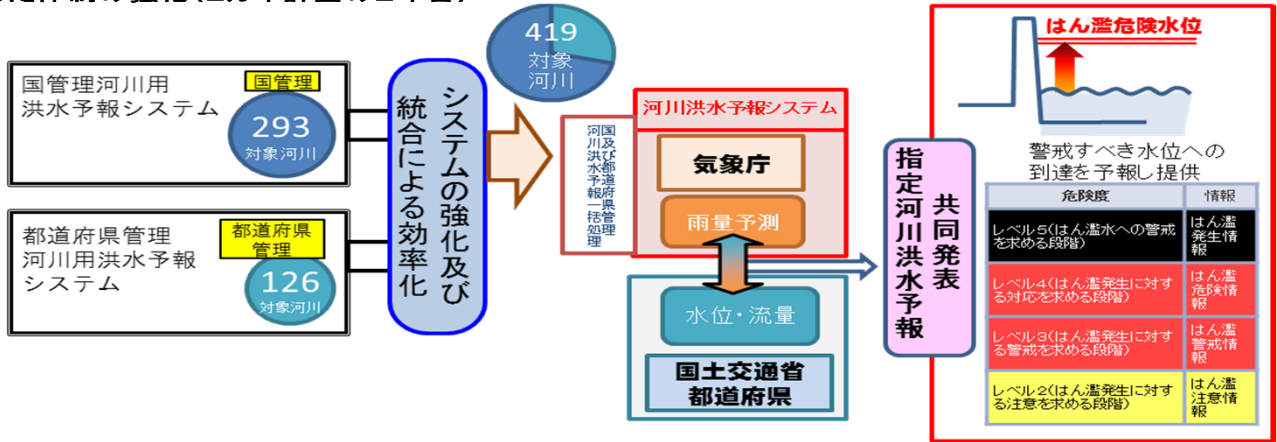 国管理河川用
洪水予報システム
国管理
293
対象河川
都道府県管理
河川用洪水予報
システム
都道府県
管理
126
対象河川
システムの強化及び
統合による効率化
419
対象
河川
国及び都道府県管理
河川洪水予報一括処理
河川洪水予報システム
気象庁
雨量予測
水位・流量
国土交通省
都道府県
共同発表
指定河川洪水予報
はん濫危険水位
警戒すべき水位への
到達を予報し提供
危険度
情報
レベル5(はん濫水への警戒
を求める段階)
はん濫
発生情
報
レベル4(はん濫発生に対す
る対応を求める段階)
はん濫
危険情
報
レベル3(はん濫発生に対す
る警戒を求める段階)
はん濫
警戒情
報
レベル2(はん濫発生に対す
る注意を求める段階)
はん濫
注意情
報